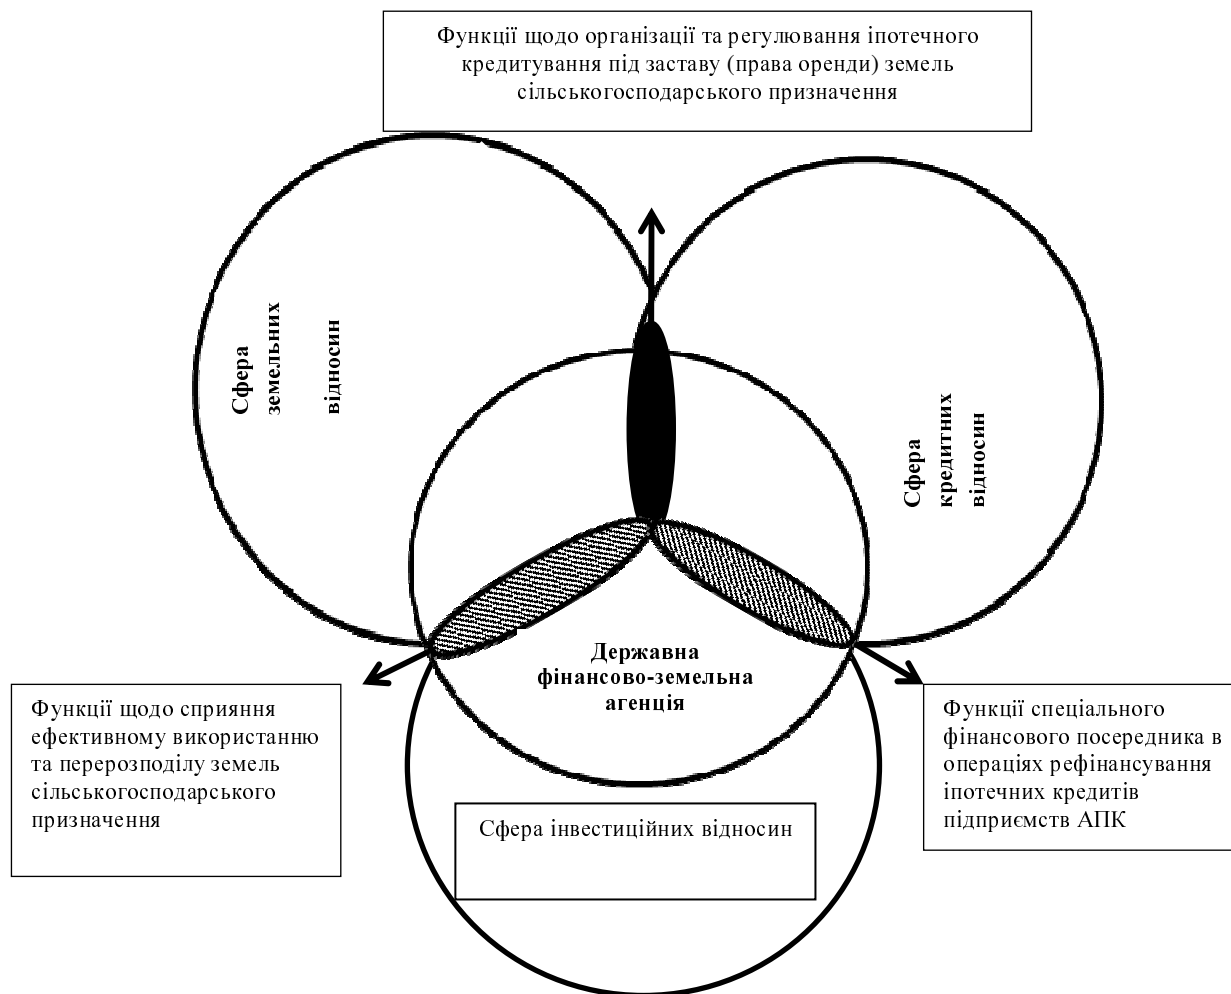 Функції щодо організації та регулювання іпотечного
кредитування під заставу (права оренди) земель
сільськогосподарського призначення
Сфера
земельних
відносин
Сфера
кредитних
відносин
Державна
фінансово-земельна
агенція
Функції щодо сприяння
ефективному використанню
та перерозподілу земель
сільськогосподарського
призначення
Функції спеціального
фінансового посередника в
операціях рефінансування
іпотечних кредитів
підприємств АПК
Сфера інвестиційних відносин